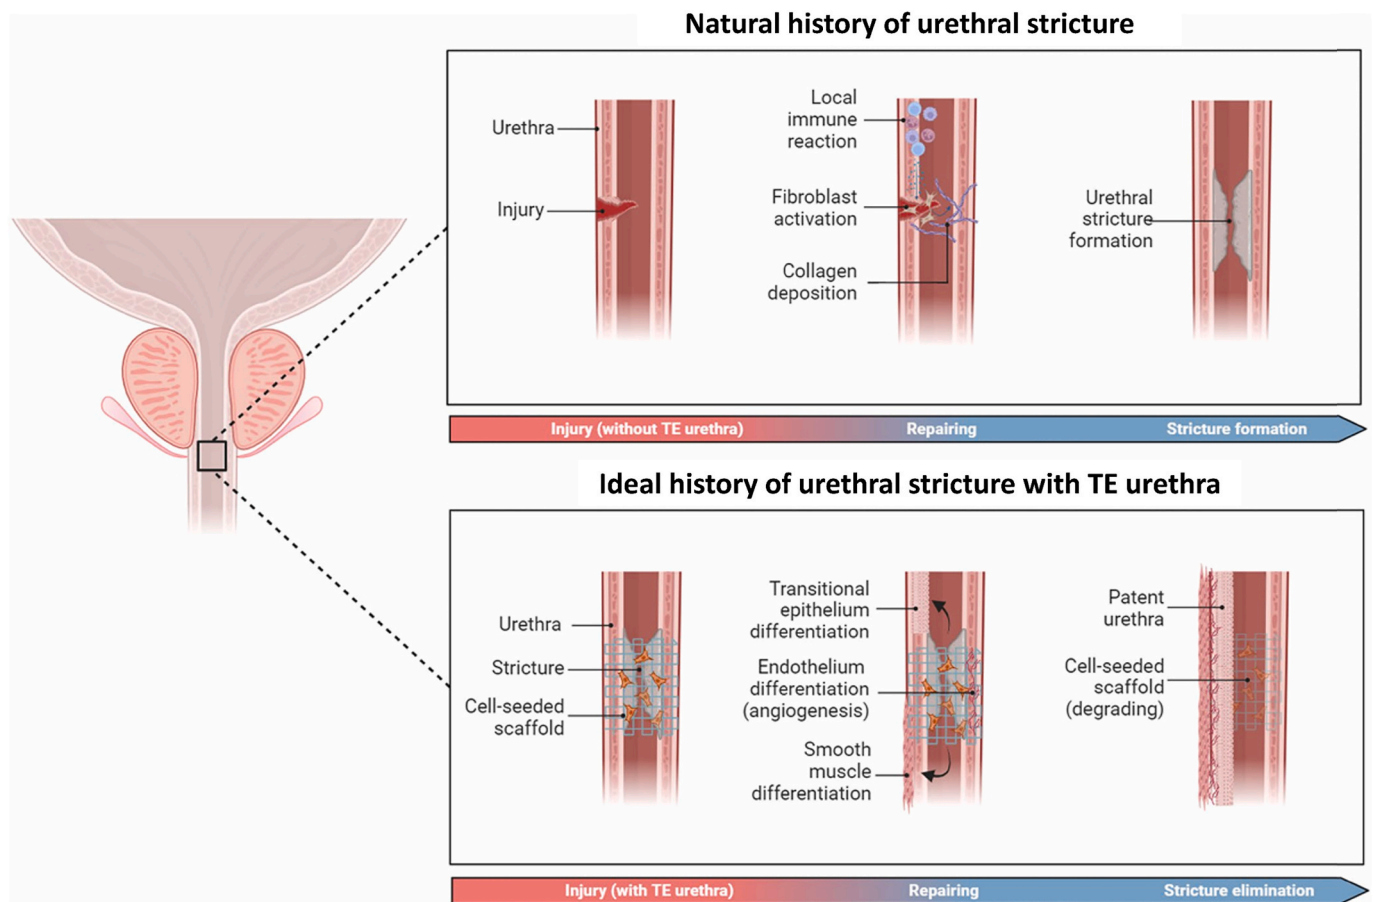 Natural history of urethral stricture
Urethra
Injury
Local
immune
reaction
Fibroblast
activation
Collagen
deposition
Urethral
stricture
formation
Injury (without TE urethra)
Repairing
Stricture formation
Ideal history of urethral stricture with TE urethra
Urethra
Stricture
Cell-seeded
scaffold
Transitional
epithelium
differentiation
Endothelium
differentiation
(angiogenesis)
Smooth
muscle
differentiation
Patent
urethra
Cell-seeded
scaffold
(degrading)
Injury (with TE urethra)
Repairing
Stricture elimination